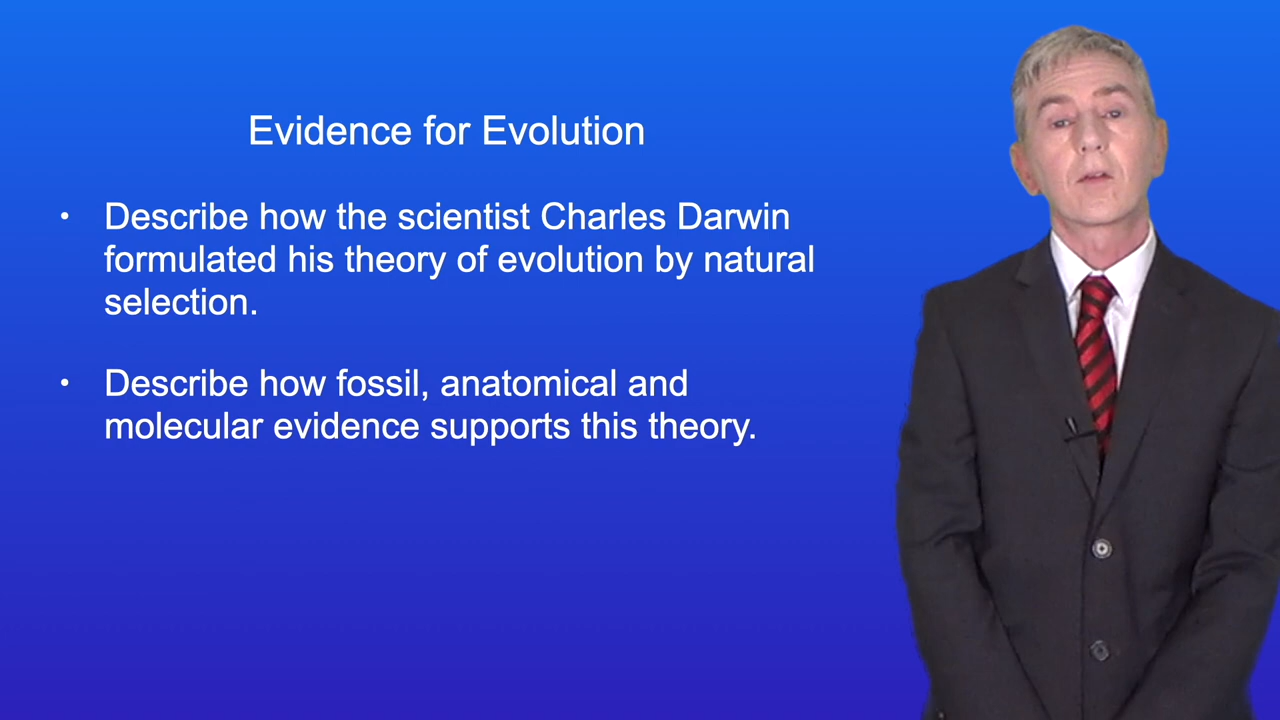 Evidence for Evolution
• Describe how the scientist Charles Darwin
formulated his theory of evolution by natural
selection.
• Describe how fossil, anatomical and
molecular evidence supports this theory.